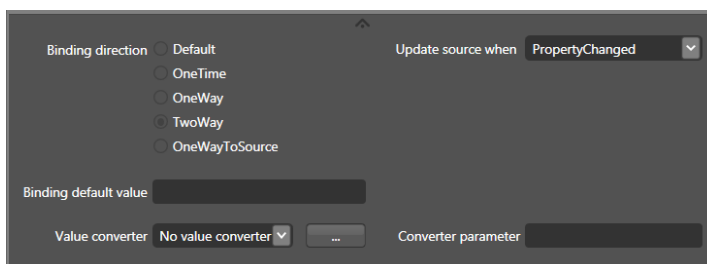 Binding direction Default Update source when PropertyChanged
OneTime
OneWay
TwoWay
OneWayToSource
Binding default value
Value converter No value converter ... Converter parameter